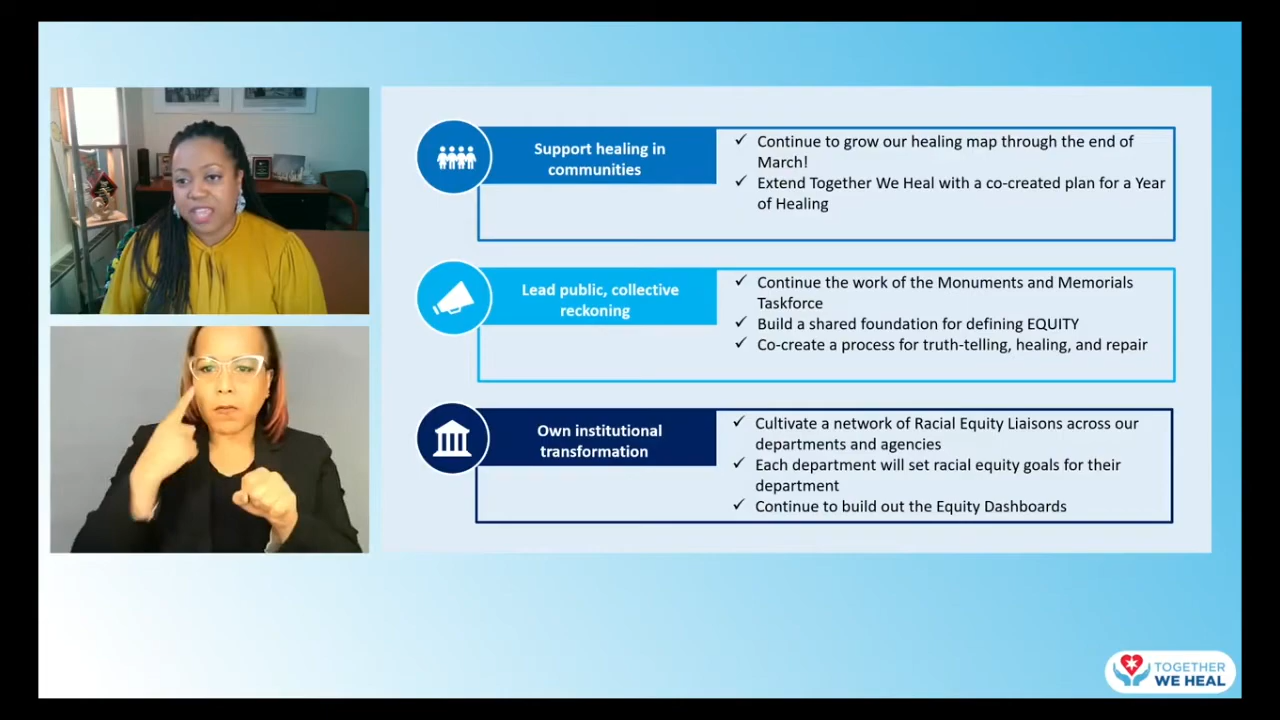 Support healing in
communities
✓ Continue to grow our healing map through the end of
March!
✓ Extend Together We Heal with a co-created plan for a Year
of Healing
Lead public, collective
reckoning
✓ Continue the work of the Monuments and Memorials
Taskforce
✓ Build a shared foundation for defining EQUITY
✓ Co-create a process for truth-telling, healing, and repair
Own institutional
transformation
✓ Cultivate a network of Racial Equity Liaisons across our
departments and agencies
✓ Each department will set racial equity goals for their
department
✓ Continue to build out the Equity Dashboards
TOGETHER
WE HEAL